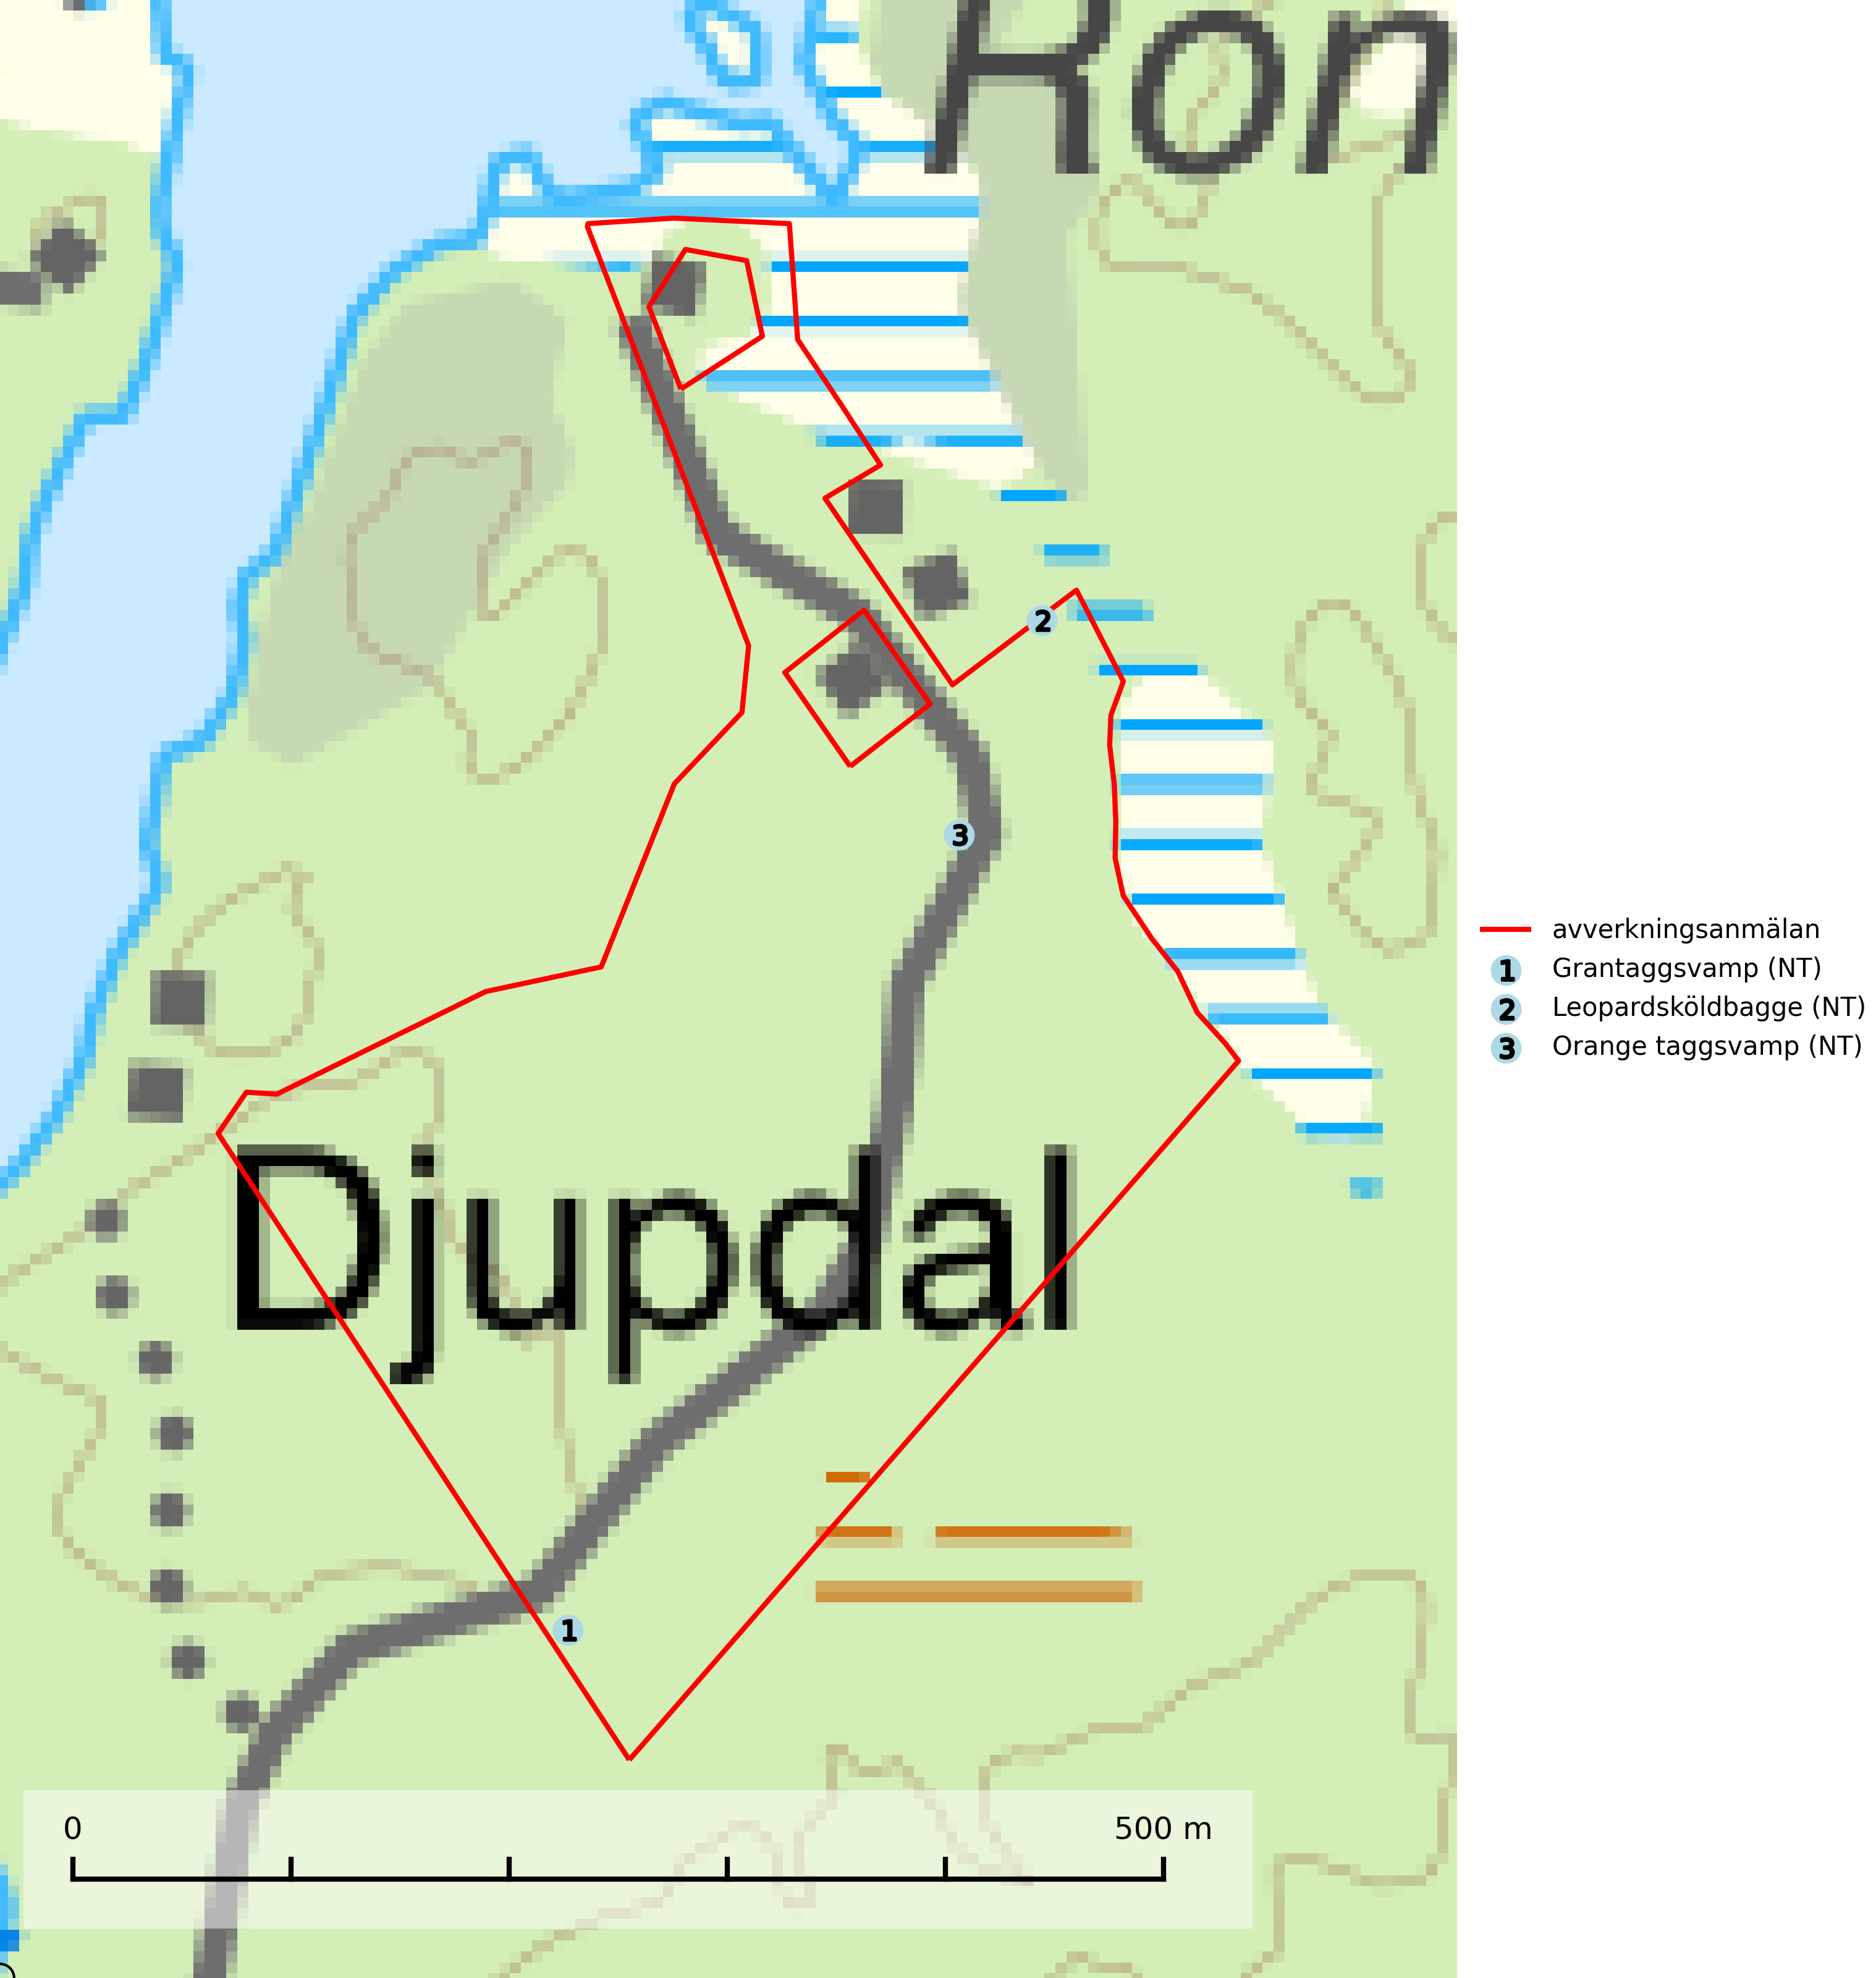 Ron
2
3
avverkningsanmälan
1 Grantaggsvamp (NT)
2 Leopardsköldbagge (NT)
3 Orange taggsvamp (NT)
Djupdal
1
0 500 m